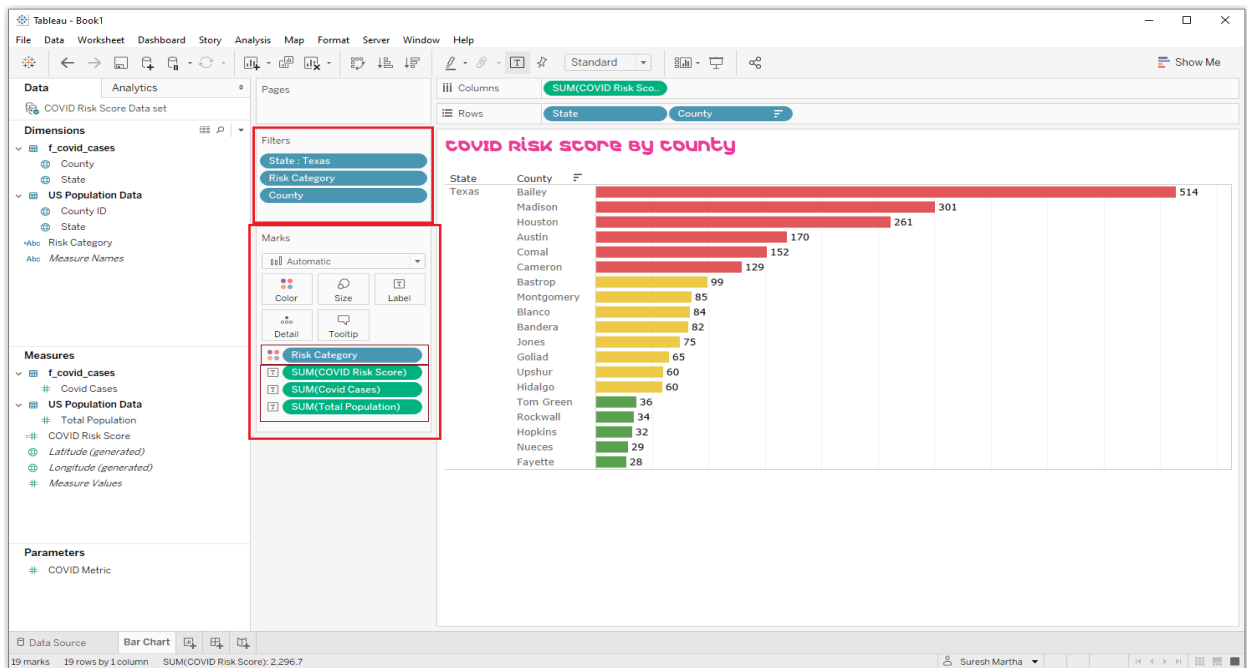 Tableau - Book1
File Data Worksheet Dashboard Story Analysis Map Format Server Window Help
Standard
Show Me
Data Analytics
COVID Risk Score Data set
Dimensions
f_covid_cases
County
State
US Population Data
County ID
State
Abc Risk Category
Abc Measure Names
Measures
f_covid_cases
# Covid Cases
US Population Data
# Total Population
=# COVID Risk Score
Latitude (generated)
Longitude (generated)
# Measure Values
Parameters
# COVID Metric
Pages
Filters
State : Texas
Risk Category
County
Marks
Automatic
Color Size Label
Detail Tooltip
Risk Category
SUM(COVID Risk Score)
SUM(Covid Cases)
SUM(Total Population)
iii Columns SUM(COVID Risk Sco..
Rows State County
COVID Risk Score By County
State County
Texas Bailey 514
Madison 301
Houston 261
Austin 170
Comal 152
Cameron 129
Bastrop 99
Montgomery 85
Blanco 84
Bandera 82
Jones 75
Goliad 65
Upshur 60
Hidalgo 60
Tom Green 36
Rockwall 34
Hopkins 32
Nueces 29
Fayette 28
Data Source Bar Chart
19 marks 19 rows by 1 column SUM(COVID Risk Score): 2,296.7
Suresh Martha